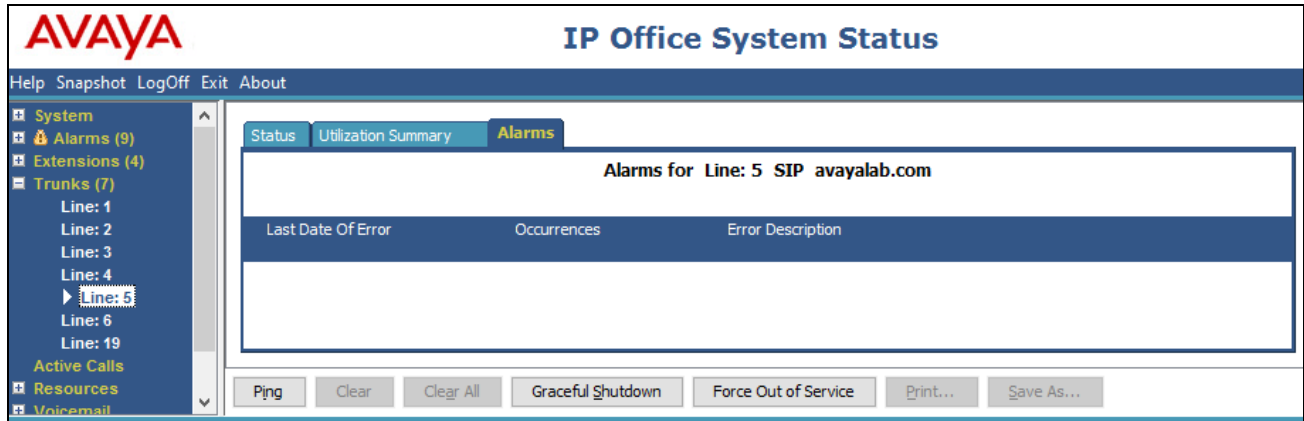 AVAYA
IP Office System Status
Help Snapshot LogOff Exit About
System
Alarms (9)
Extensions (4)
Trunks (7)
Line: 1
Line: 2
Line: 3
Line: 4
Line: 5
Line: 6
Line: 19
Active Calls
Resources
Voicemail
Status Utilization Summary Alarms
Alarms for Line: 5 SIP avayalab.com
Last Date Of Error Occurrences Error Description
Ping Clear Clear All Graceful Shutdown Force Out of Service Print... Save As...